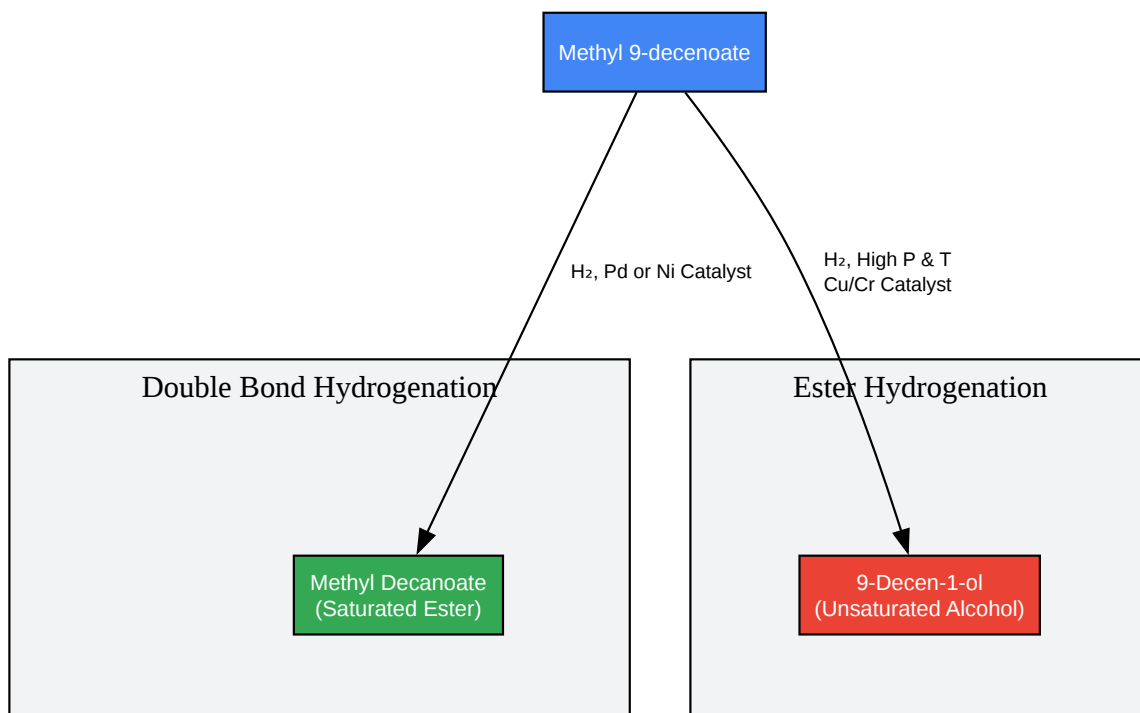 Methyl 9-decenoate
H₂, Pd or Ni Catalyst
H₂, High P & T
Cu/Cr Catalyst
Double Bond Hydrogenation
Ester Hydrogenation
Methyl Decanoate
(Saturated Ester)
9-Decen-1-ol
(Unsaturated Alcohol)